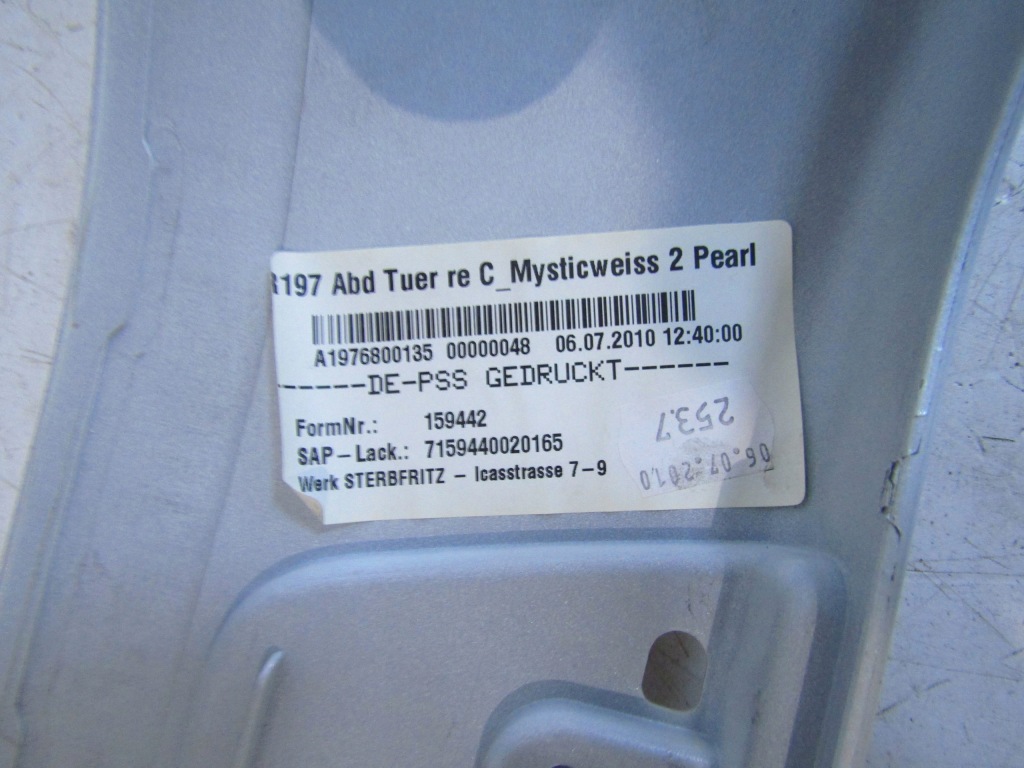 R197 Abd Tuer re C_Mysticweiss 2 Pearl
A1976800135 00000048 06.07.2010 12:40:00
------DE-PSS GEDRUCKT------
FormNr.: 159442
SAP-Lack.: 7159440020165
Werk STERBFRITZ - Icasstrasse 7-9
253.7
06.07.2010